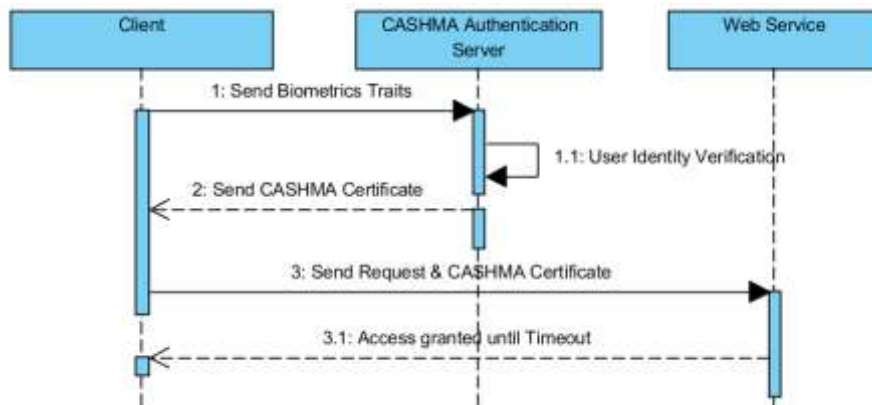 Client
CASHMA Authentication
Server
Web Service
1: Send Biometrics Traits
1.1: User Identity Verification
2: Send CASHMA Certificate
3: Send Request & CASHMA Certificate
3.1: Access granted until Timeout